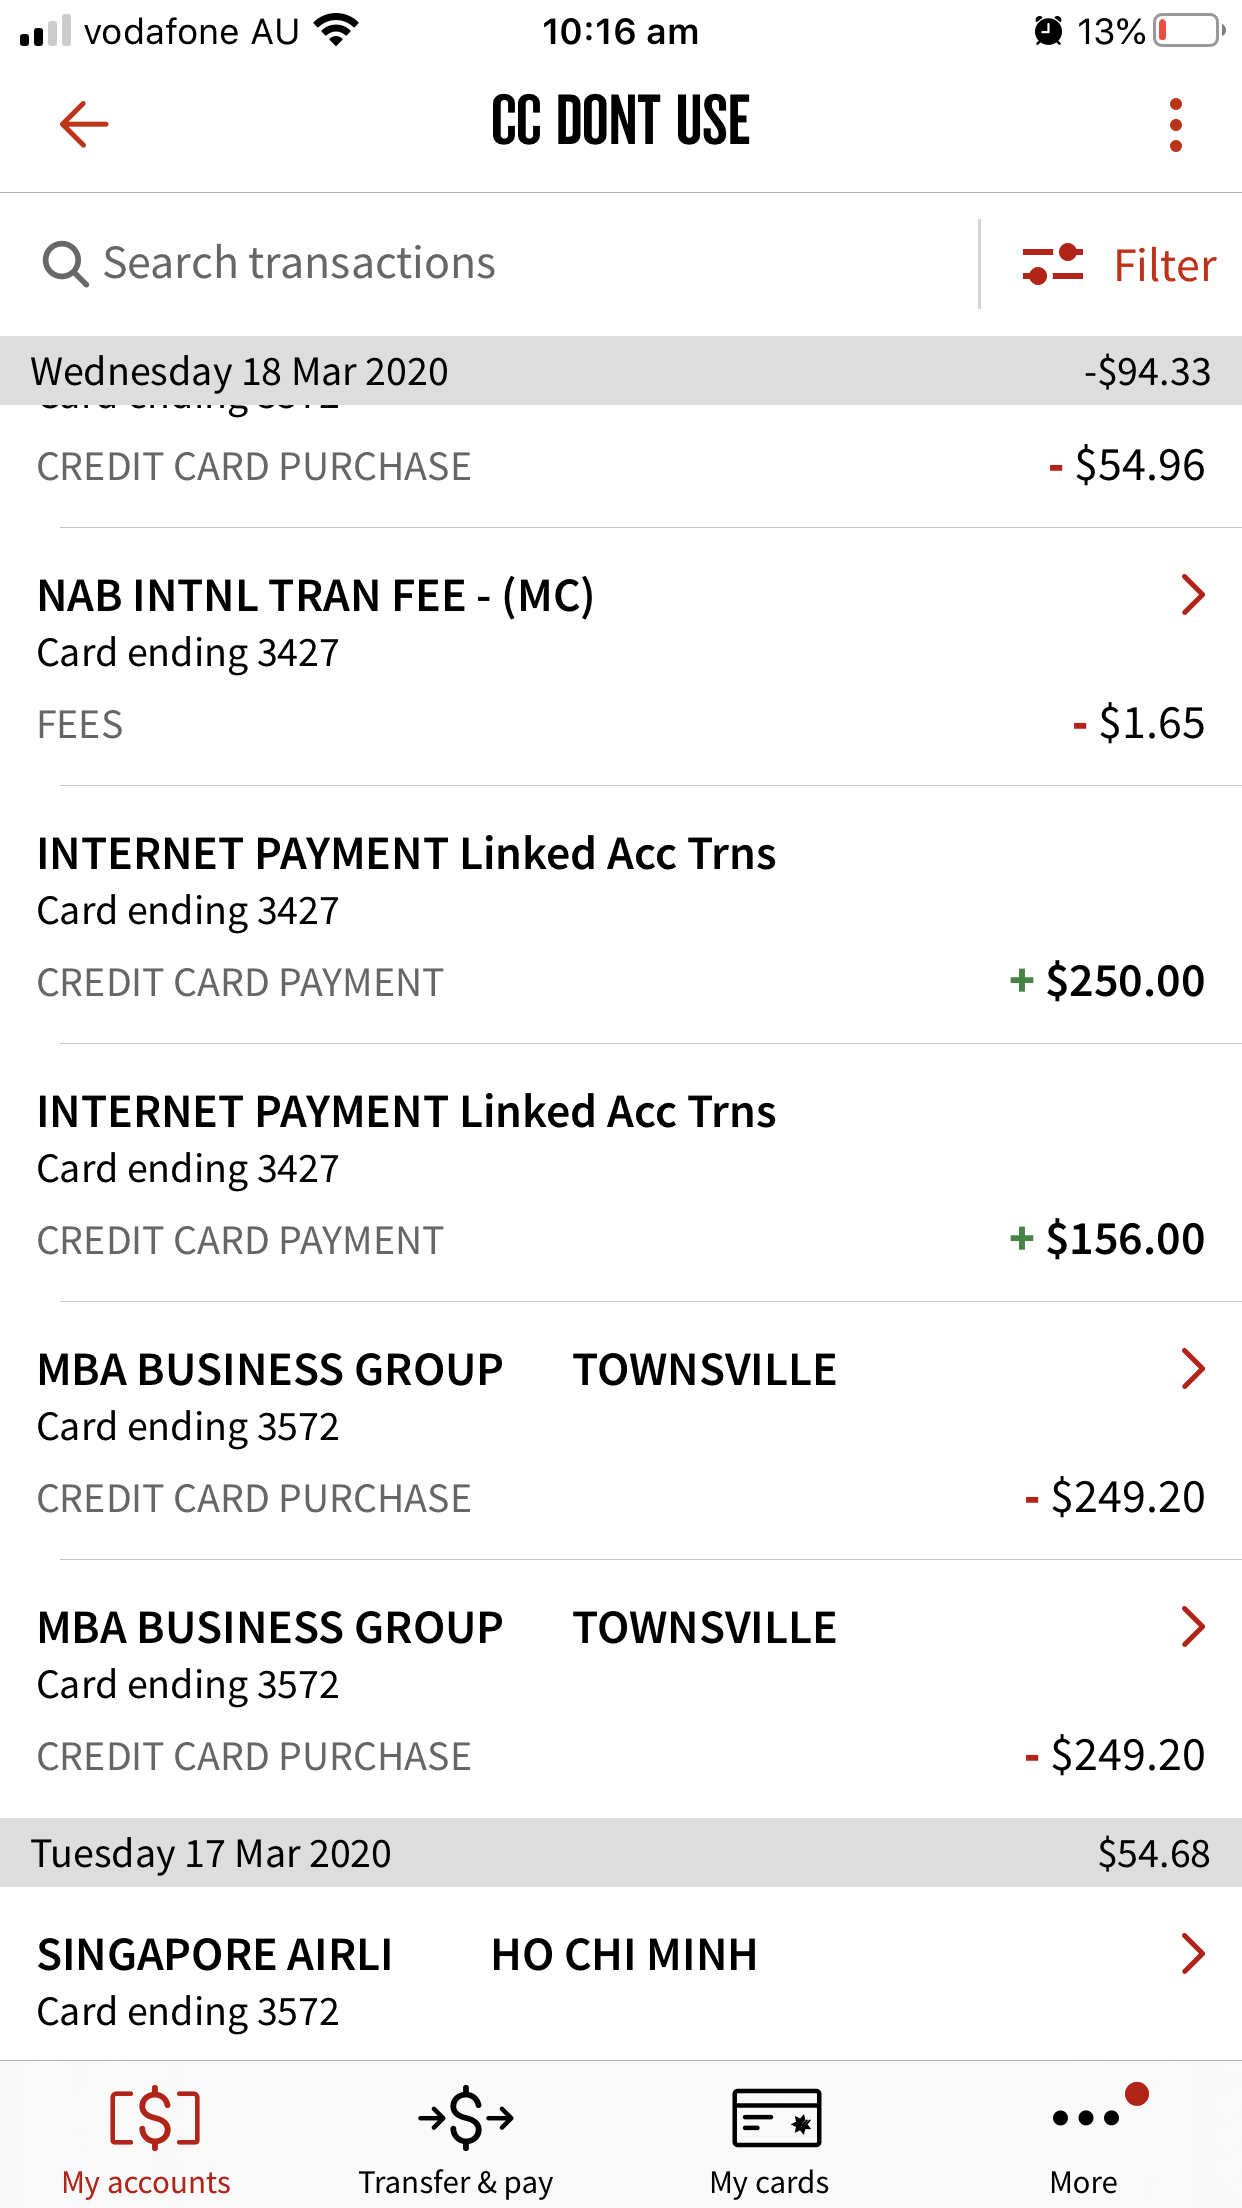 vodafone AU 10:16 am 13%
CC DONT USE
Search transactions Filter
Wednesday 18 Mar 2020 -$94.33
CREDIT CARD PURCHASE - $54.96
NAB INTNL TRAN FEE - (MC)
Card ending 3427
FEES - $1.65
INTERNET PAYMENT Linked Acc Trns
Card ending 3427
CREDIT CARD PAYMENT + $250.00
INTERNET PAYMENT Linked Acc Trns
Card ending 3427
CREDIT CARD PAYMENT + $156.00
MBA BUSINESS GROUP TOWNSVILLE
Card ending 3572
CREDIT CARD PURCHASE - $249.20
MBA BUSINESS GROUP TOWNSVILLE
Card ending 3572
CREDIT CARD PURCHASE - $249.20
Tuesday 17 Mar 2020 $54.68
SINGAPORE AIRLI HO CHI MINH
Card ending 3572
My accounts Transfer & pay My cards More